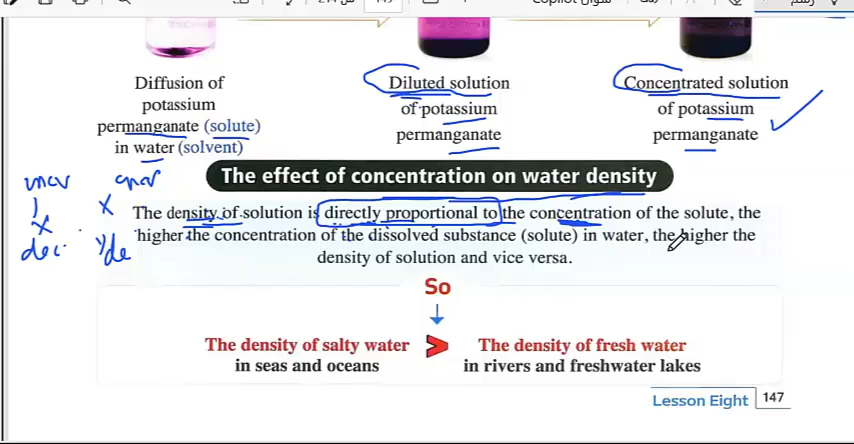 Diffusion of
potassium
permanganate (solute)
in water (solvent)
Diluted solution
of potassium
permanganate
Concentrated solution
of potassium
permanganate
The effect of concentration on water density
The density of solution is directly proportional to the concentration of the solute, the
higher the concentration of the dissolved substance (solute) in water, the higher the
density of solution and vice versa.
So
The density of salty water
in seas and oceans
>
The density of fresh water
in rivers and freshwater lakes
Lesson Eight 147